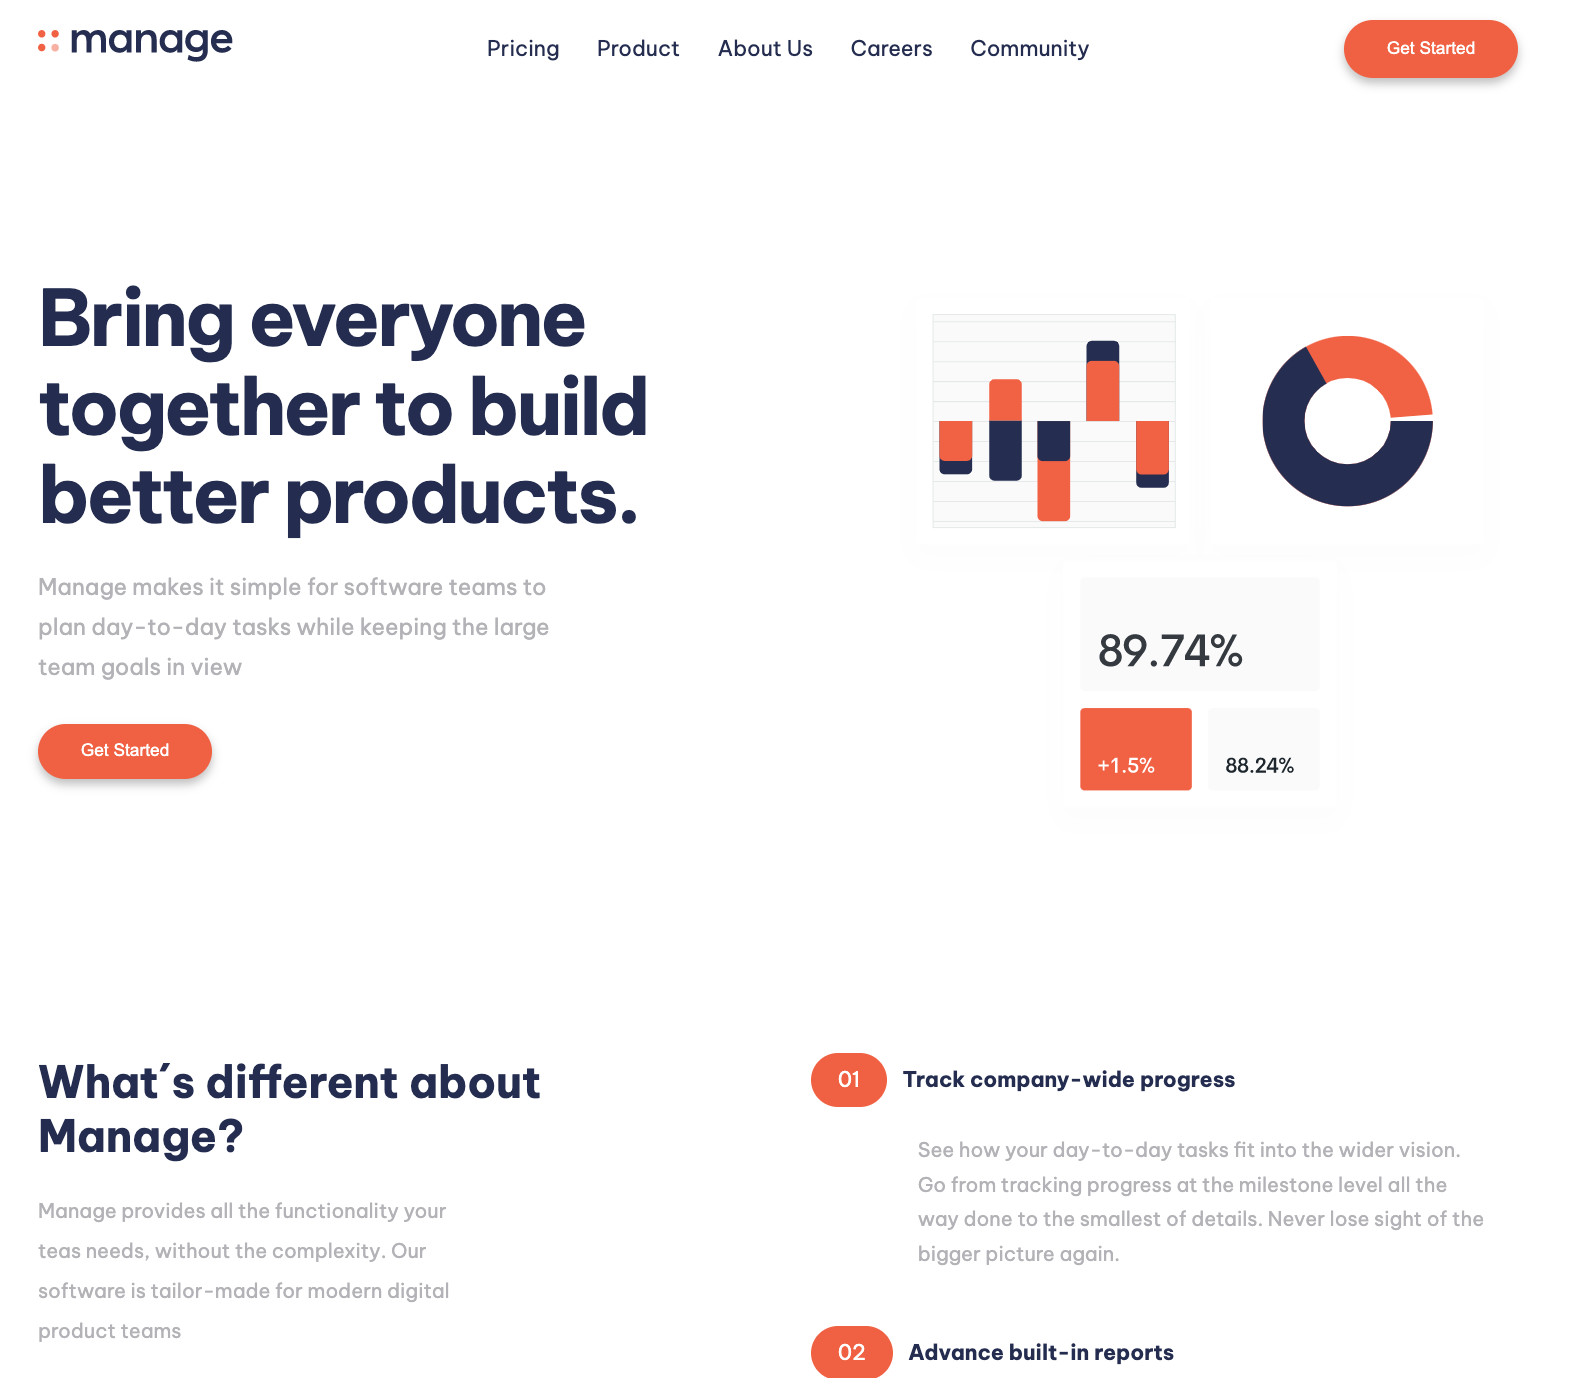 manage
Pricing Product About Us Careers Community
Get Started
Bring everyone
together to build
better products.
Manage makes it simple for software teams to
plan day-to-day tasks while keeping the large
team goals in view
Get Started
89.74%
+1.5% 88.24%
What´s different about
Manage?
Manage provides all the functionality your
teas needs, without the complexity. Our
software is tailor-made for modern digital
product teams
01 Track company-wide progress
See how your day-to-day tasks fit into the wider vision.
Go from tracking progress at the milestone level all the
way done to the smallest of details. Never lose sight of the
bigger picture again.
02 Advance built-in reports